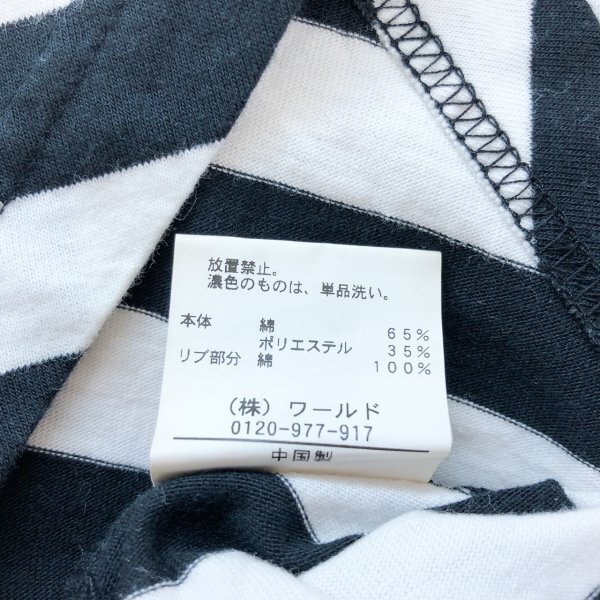 放置禁止。
濃色のものは、単品洗い。
本体 綿 65%
ポリエステル 35%
リブ部分 綿 100%
(株) ワールド
0120-977-917
中国製